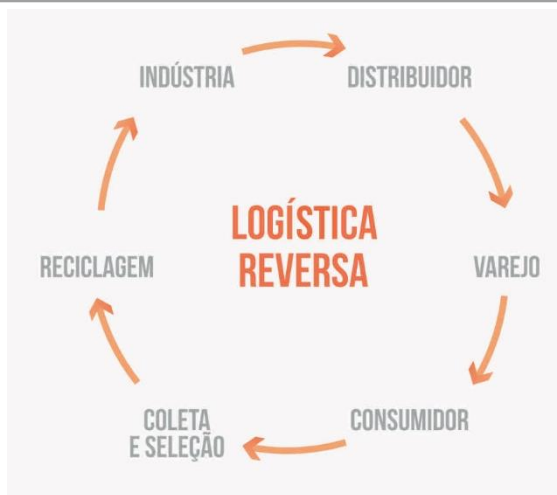 INDÚSTRIA
DISTRIBUIDOR
LOGÍSTICA
REVERSA
RECICLAGEM
VAREJO
COLETA
E SELEÇÃO
CONSUMIDOR